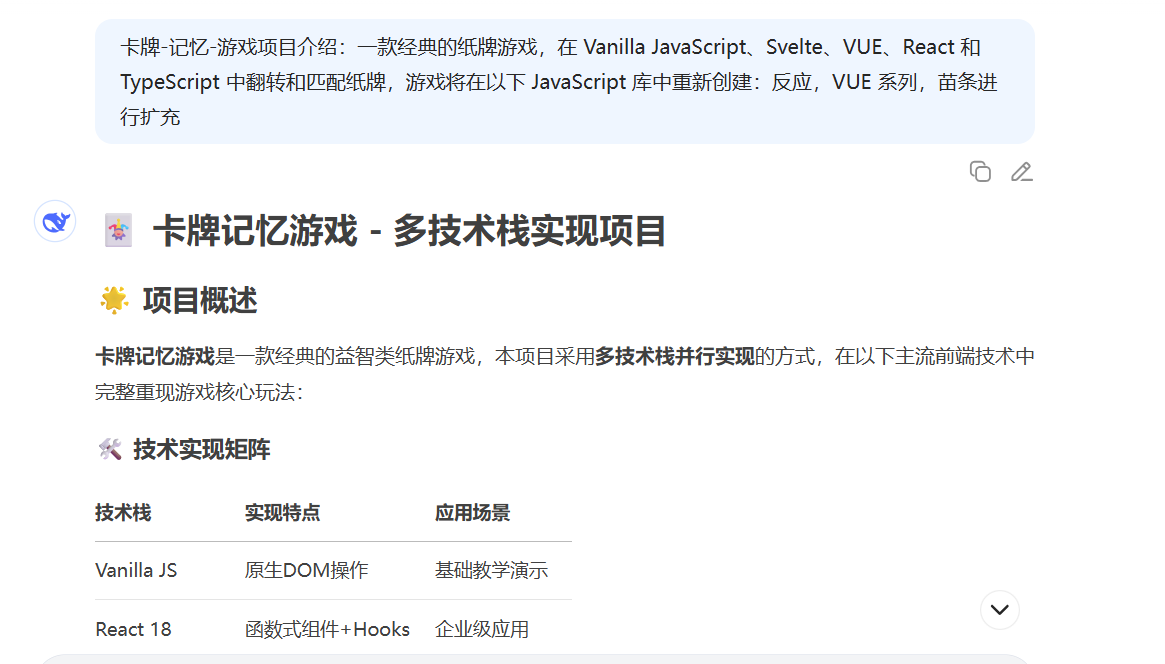 卡牌-记忆-游戏项目介绍：一款经典的纸牌游戏，在 Vanilla JavaScript、Svelte、VUE、React 和
TypeScript 中翻转和匹配纸牌，游戏将在以下 JavaScript 库中重新创建：反应，VUE 系列，苗条进
行扩充
卡牌记忆游戏 - 多技术栈实现项目
项目概述
卡牌记忆游戏是一款经典的益智类纸牌游戏，本项目采用多技术栈并行实现的方式，在以下主流前端技术中
完整重现游戏核心玩法：
技术实现矩阵
技术栈 实现特点 应用场景
Vanilla JS 原生DOM操作 基础教学演示
React 18 函数式组件+Hooks 企业级应用